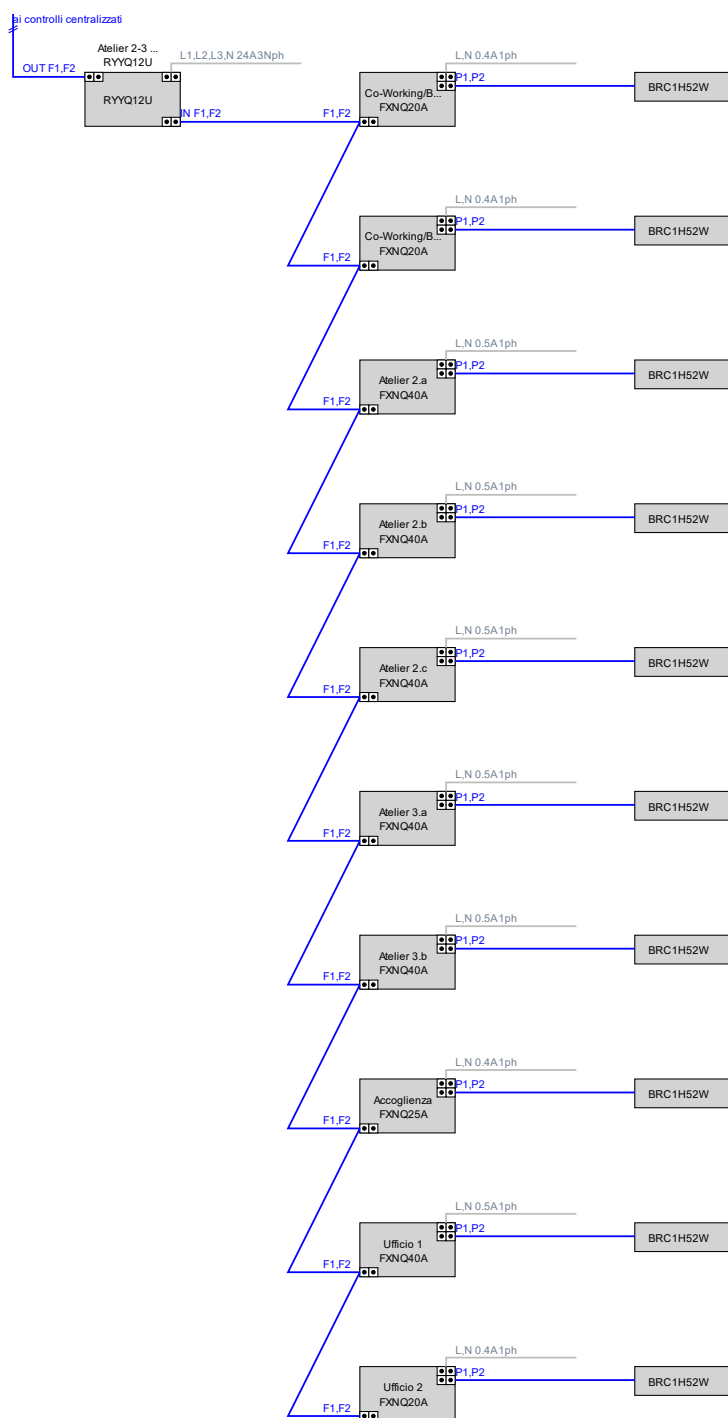 ai controlli centralizzati
OUT F1,F2
Atelier 2-3 ...
RYYQ12U
RYYQ12U
L1,L2,L3,N 24A3Nph
IN F1,F2
F1,F2
Co-Working/B...
FXNQ20A
L,N 0.4A1ph
P1,P2
BRC1H52W
F1,F2
Co-Working/B...
FXNQ20A
L,N 0.4A1ph
P1,P2
BRC1H52W
F1,F2
Atelier 2.a
FXNQ40A
L,N 0.5A1ph
P1,P2
BRC1H52W
F1,F2
Atelier 2.b
FXNQ40A
L,N 0.5A1ph
P1,P2
BRC1H52W
F1,F2
Atelier 2.c
FXNQ40A
L,N 0.5A1ph
P1,P2
BRC1H52W
F1,F2
Atelier 3.a
FXNQ40A
L,N 0.5A1ph
P1,P2
BRC1H52W
F1,F2
Atelier 3.b
FXNQ40A
L,N 0.5A1ph
P1,P2
BRC1H52W
F1,F2
Accoglienza
FXNQ25A
L,N 0.4A1ph
P1,P2
BRC1H52W
F1,F2
Ufficio 1
FXNQ40A
L,N 0.5A1ph
P1,P2
BRC1H52W
F1,F2
Ufficio 2
FXNQ20A
L,N 0.4A1ph
P1,P2
BRC1H52W